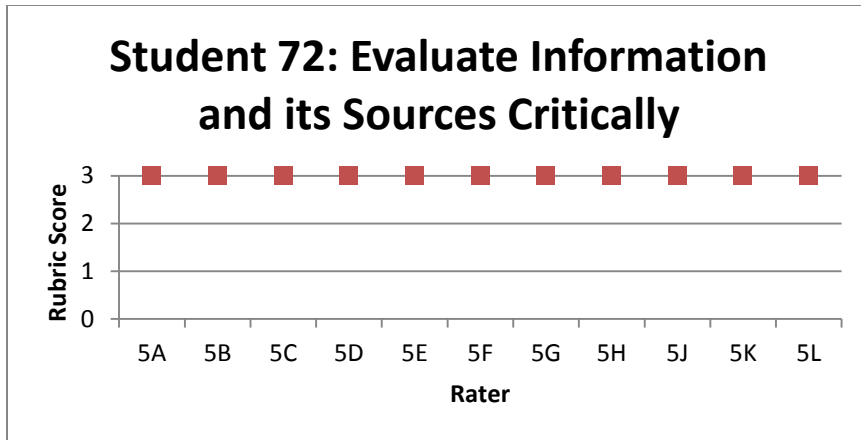 Student 72: Evaluate Information
and its Sources Critically
Rubric Score
3
2
1
0
5A 5B 5C 5D 5E 5F 5G 5H 5J 5K 5L
Rater